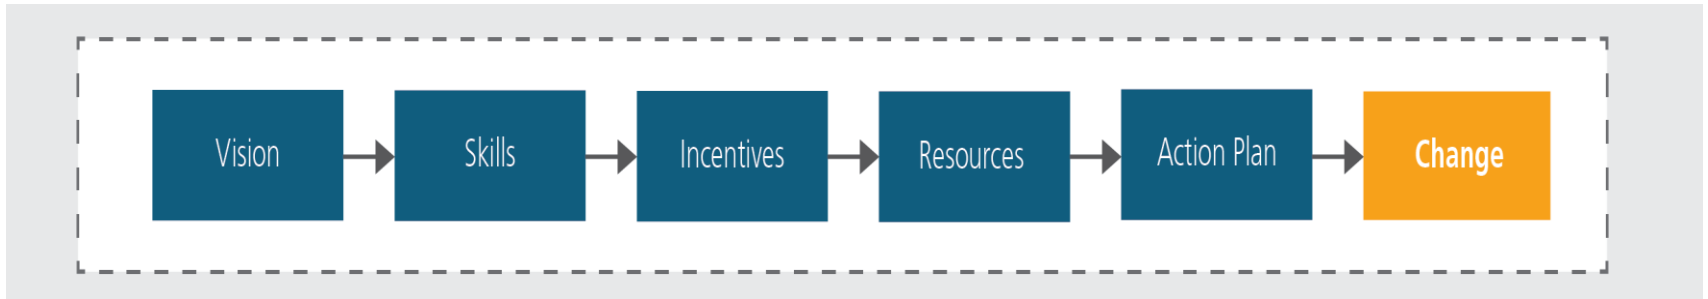 Vision
Skills
Incentives
Resources
Action Plan
Change